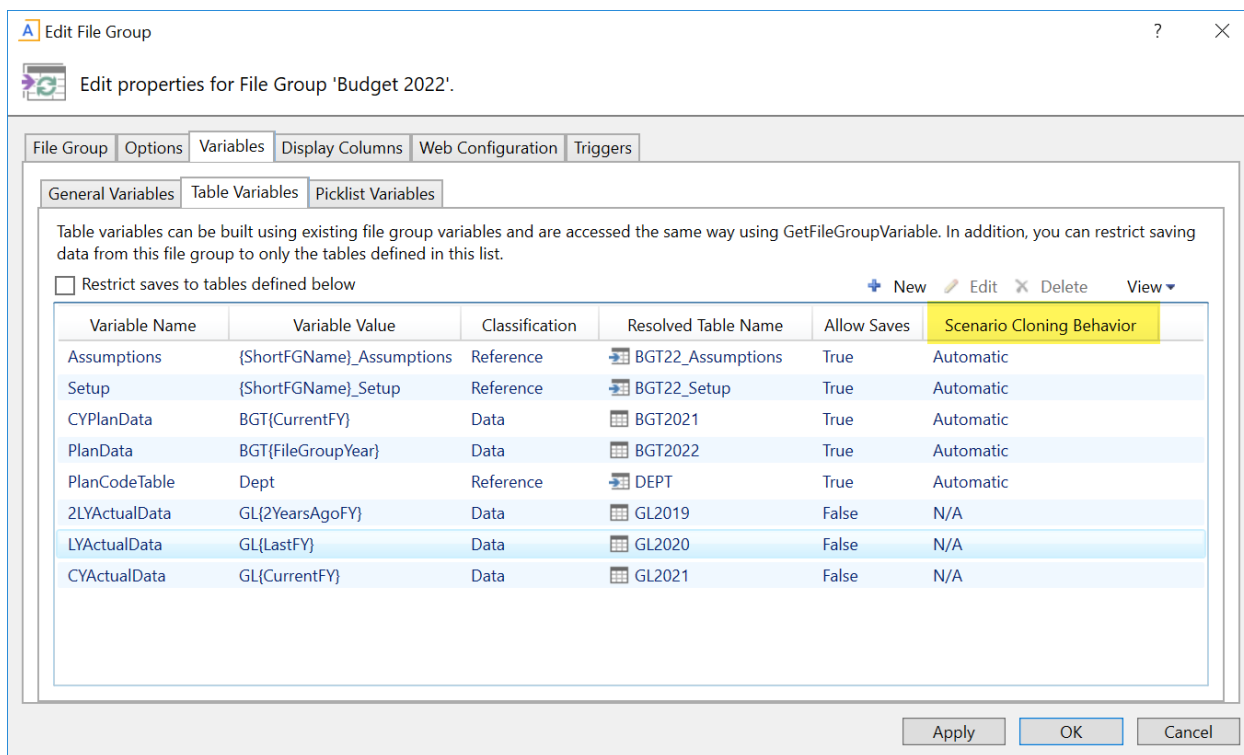 A Edit File Group ?
Edit properties for File Group 'Budget 2022'.
File Group Options Variables Display Columns Web Configuration Triggers
General Variables Table Variables Picklist Variables
Table variables can be built using existing file group variables and are accessed the same way using GetFileGroupVariable. In addition, you can restrict saving
data from this file group to only the tables defined in this list.
Restrict saves to tables defined below New Edit Delete View
Variable Name Variable Value Classification Resolved Table Name Allow Saves Scenario Cloning Behavior
Assumptions {ShortFGName}_Assumptions Reference BGT22_Assumptions True Automatic
Setup {ShortFGName}_Setup Reference BGT22_Setup True Automatic
CYPlanData BGT{CurrentFY} Data BGT2021 True Automatic
PlanData BGT{FileGroupYear} Data BGT2022 True Automatic
PlanCodeTable Dept Reference DEPT True Automatic
2LYActualData GL{2YearsAgoFY} Data GL2019 False N/A
LYActualData GL{LastFY} Data GL2020 False N/A
CYActualData GL{CurrentFY} Data GL2021 False N/A
Apply OK Cancel